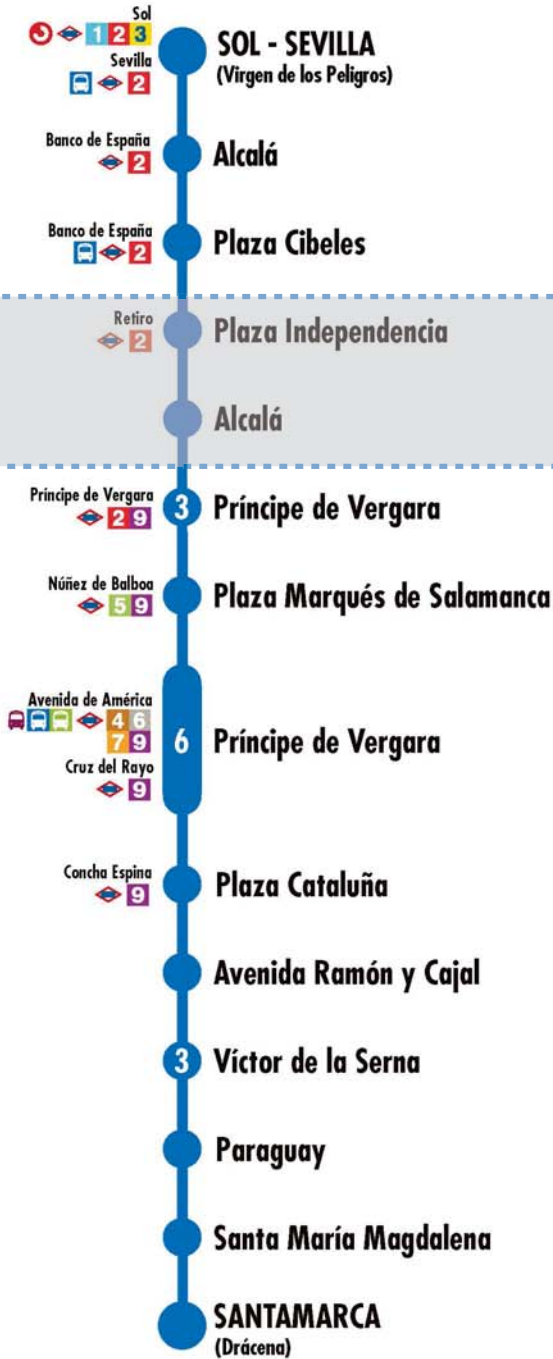 Sol
1 2 3
SOL - SEVILLA
(Virgen de los Peligros)
Sevilla
2
Banco de España
2
Alcalá
Banco de España
2
Plaza Cibeles
Retiro
2
Plaza Independencia
Alcalá
Príncipe de Vergara
2 9
3
Príncipe de Vergara
Núñez de Balboa
5 9
Plaza Marqués de Salamanca
Avenida de América
4 6
7 9
6
Príncipe de Vergara
Cruz del Rayo
9
Concha Espina
9
Plaza Cataluña
Avenida Ramón y Cajal
3
Víctor de la Serna
Paraguay
Santa María Magdalena
SANTAMARCA
(Drácena)